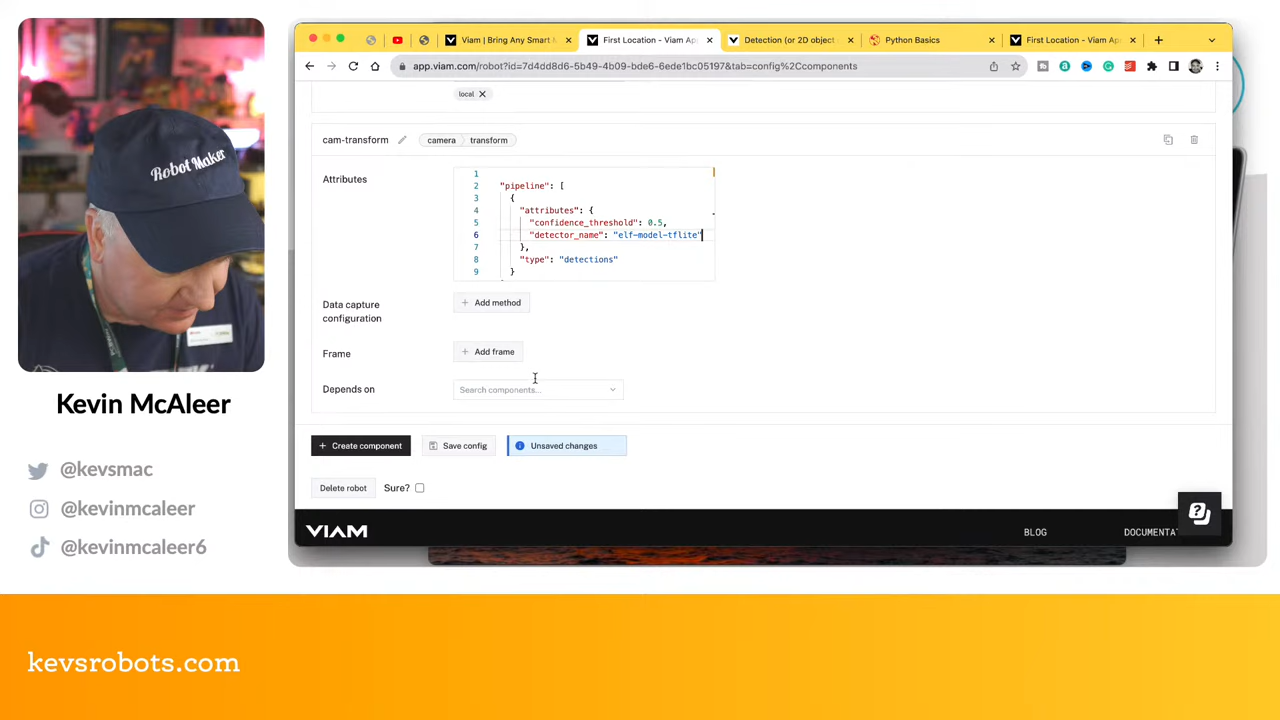 Viam | Bring Any Smart M
First Location - Viam Ap
Detection (or 2D object
Python Basics
First Location - Viam Ap
app.viam.com/robot?id=7d4dd8d6-5b49-4b09-bde6-6ede1bc05197&tab=config%2Ccomponents
local
cam-transform
camera
transform
Attributes
1
2 "pipeline": [
3 {
4 "attributes": {
5 "confidence_threshold": 0.5,
6 "detector_name": "elf-model-tflite"
7 },
8 "type": "detections"
9 }
Data capture
configuration
+ Add method
Frame
+ Add frame
Depends on
Search components...
+ Create component
Save config
Unsaved changes
Delete robot
Sure?
VIAM
BLOG
DOCUMENTA
Robot Maker
Kevin McAleer
@kevsmac
@kevinmcaleer
@kevinmcaleer6
kevsrobots.com